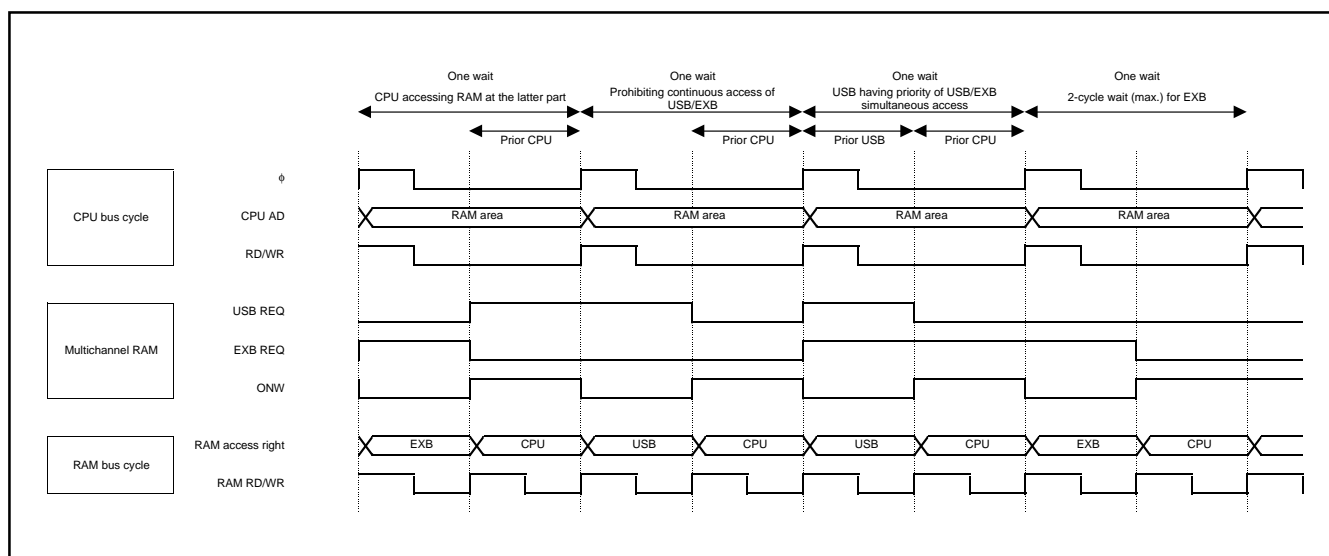 One wait
One wait
One wait
One wait
CPU accessing RAM at the latter part
Prohibiting continuous access of
USB/EXB
USB having priority of USB/EXB
simultaneous access
2-cycle wait (max.) for EXB
Prior CPU
Prior CPU
Prior USB
Prior CPU
CPU bus cycle
φ
CPU AD
RAM area
RAM area
RAM area
RAM area
RD/WR
Multichannel RAM
USB REQ
EXB REQ
ONW
RAM bus cycle
RAM access right
EXB
CPU
USB
CPU
USB
CPU
EXB
CPU
RAM RD/WR